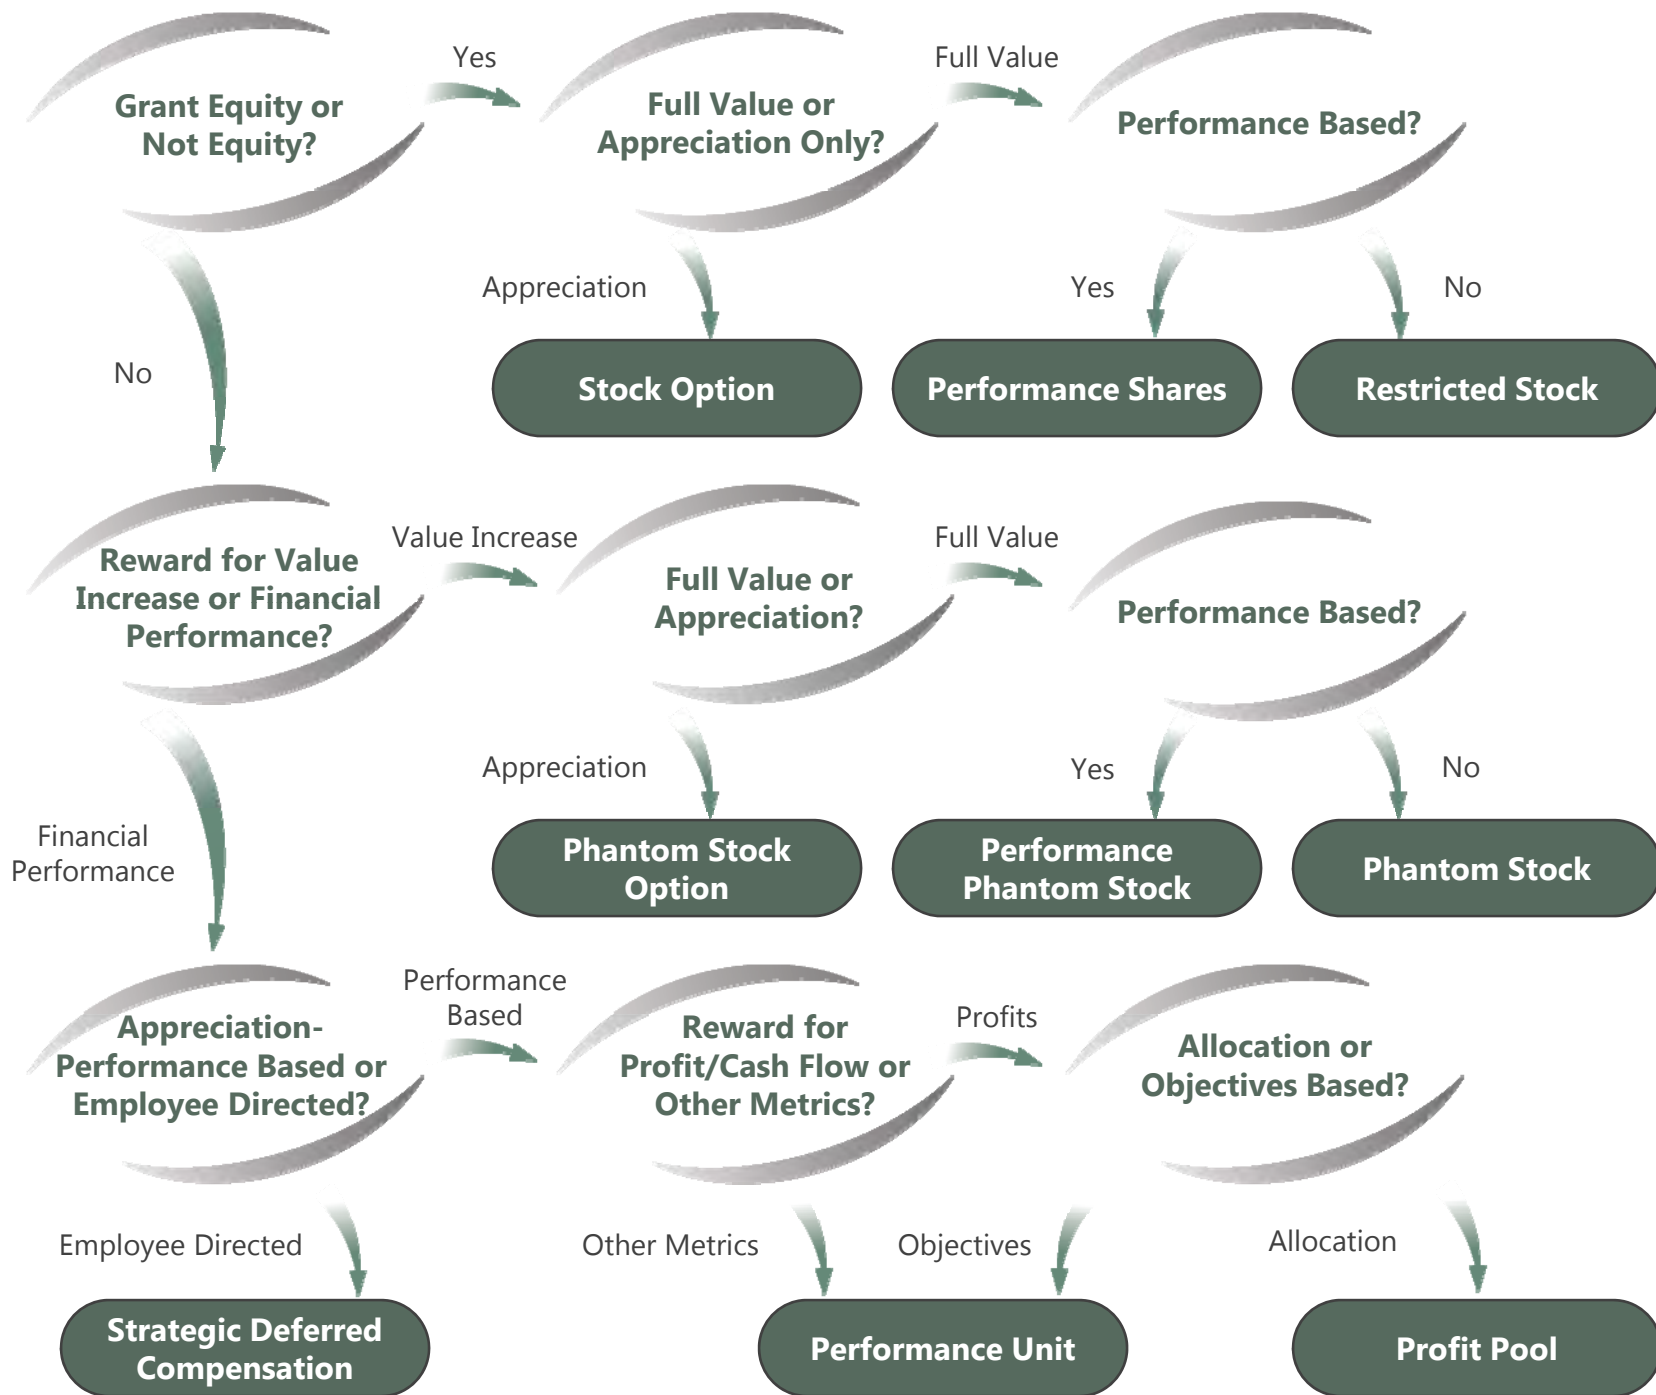 Yes
Full Value
Grant Equity or
Not Equity?
Full Value or
Appreciation Only?
Performance Based?
Appreciation
Yes
No
No
Stock Option
Performance Shares
Restricted Stock
Value Increase
Full Value
Reward for Value
Increase or Financial
Performance?
Full Value or
Appreciation?
Performance Based?
Appreciation
Yes
No
Financial
Performance
Phantom Stock
Option
Performance
Phantom Stock
Phantom Stock
Performance
Based
Profits
Appreciation-
Performance Based or
Employee Directed?
Reward for
Profit/Cash Flow or
Other Metrics?
Allocation or
Objectives Based?
Employee Directed
Other Metrics
Objectives
Allocation
Strategic Deferred
Compensation
Performance Unit
Profit Pool